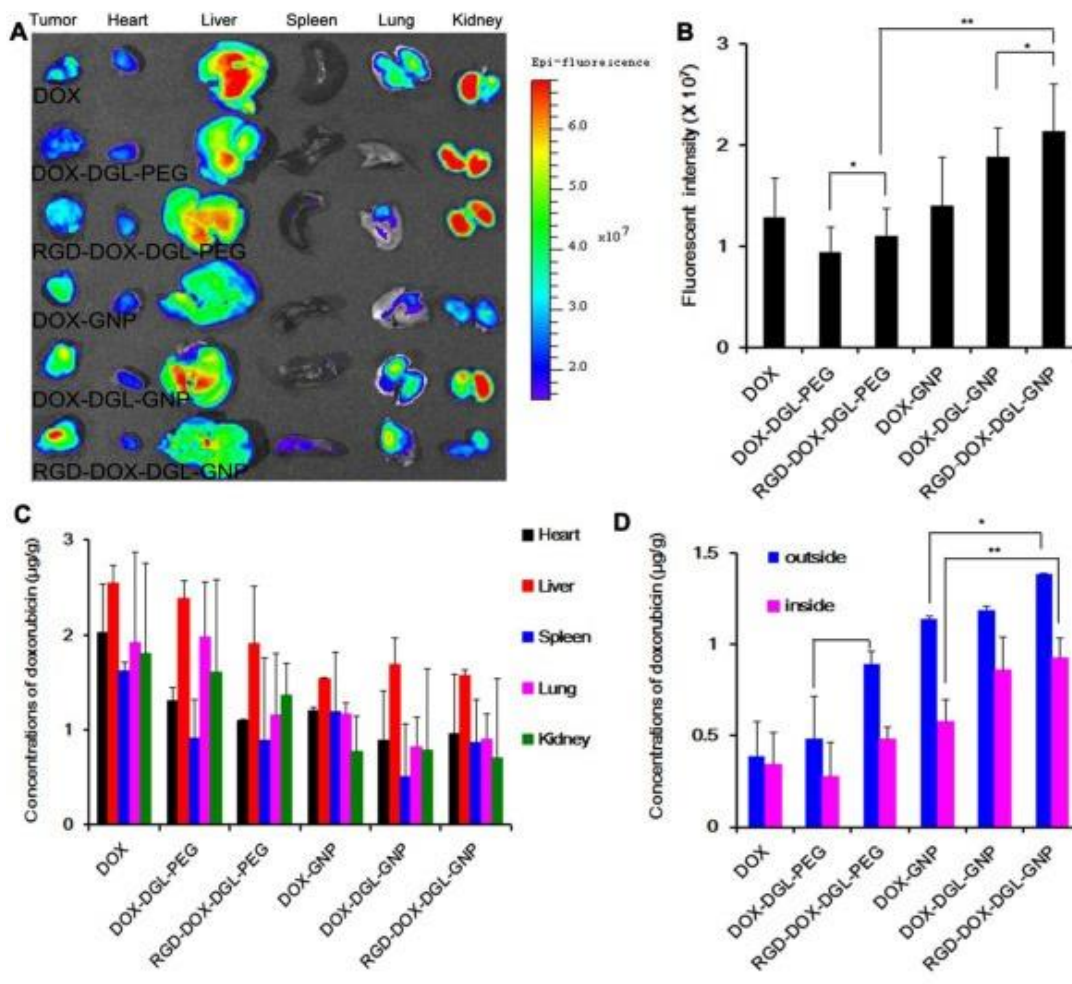 Tumor Heart Liver Spleen Lung Kidney
A
DOX
DOX-DGL-PEG
RGD-DOX-DGL-PEG
DOX-GNP
DOX-DGL-GNP
RGD-DOX-DGL-GNP
Epi-fluorescence
6.0
5.0
4.0
x10⁷
3.0
2.0
B
Fluorescent intensity (X 10⁷)
3
2
1
0
**
*
*
DOX
DOX-DGL-PEG
RGD-DOX-DGL-PEG
DOX-GNP
DOX-DGL-GNP
RGD-DOX-DGL-GNP
C
Concentrations of doxorubicin (µg/g)
3
2
1
0
Heart
Liver
Spleen
Lung
Kidney
DOX
DOX-DGL-PEG
RGD-DOX-DGL-PEG
DOX-GNP
DOX-DGL-GNP
RGD-DOX-DGL-GNP
D
Concentrations of doxorubicin (µg/g)
1.5
1
0.5
0
outside
inside
*
**
DOX
DOX-DGL-PEG
RGD-DOX-DGL-PEG
DOX-GNP
DOX-DGL-GNP
RGD-DOX-DGL-GNP